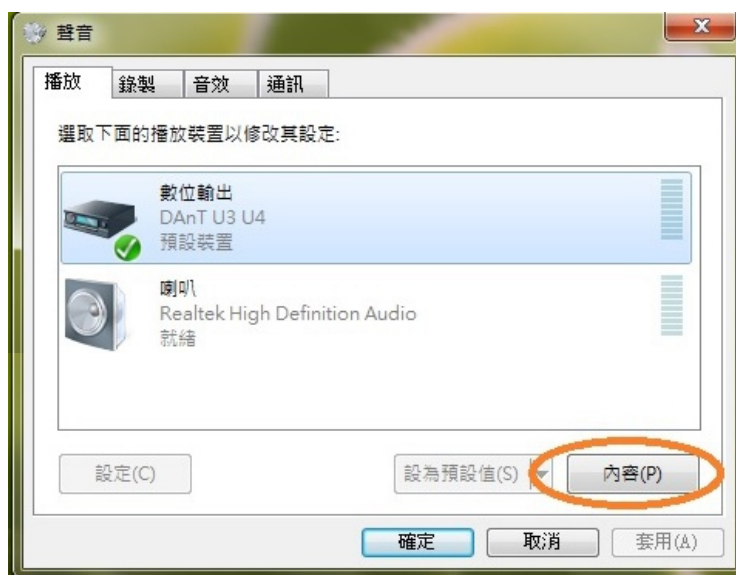 聲音
播放 錄製 音效 通訊
選取下面的播放裝置以修改其設定:
數位輸出
DAnT U3 U4
預設裝置
喇叭
Realtek High Definition Audio
就緒
設定(C) 設為預設值(S) 內容(P)
確定 取消 套用(A)